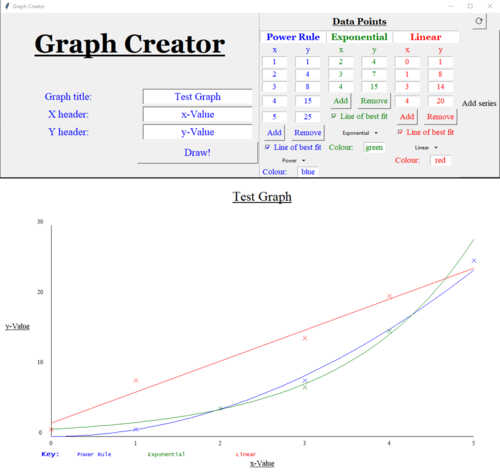 Graph Creator
Data Points
Graph Creator
Power Rule Exponential Linear
x y x y x y
1 1 2 4 0 1
2 4 3 7 1 8
3 8 4 15 3 14
4 15 Add Remove 4 20
Add series
5 25 Line of best fit Add Remove
Add Remove Exponential Line of best fit
Line of best fit Colour: green Linear
Power Colour: red
Colour: blue
Graph title: Test Graph
X header: x-Value
Y header: y-Value
Draw!
Test Graph
30
20
y-Value
10
0
0 1 2 3 4 5
Key: Power Rule Exponential Linear
x-Value